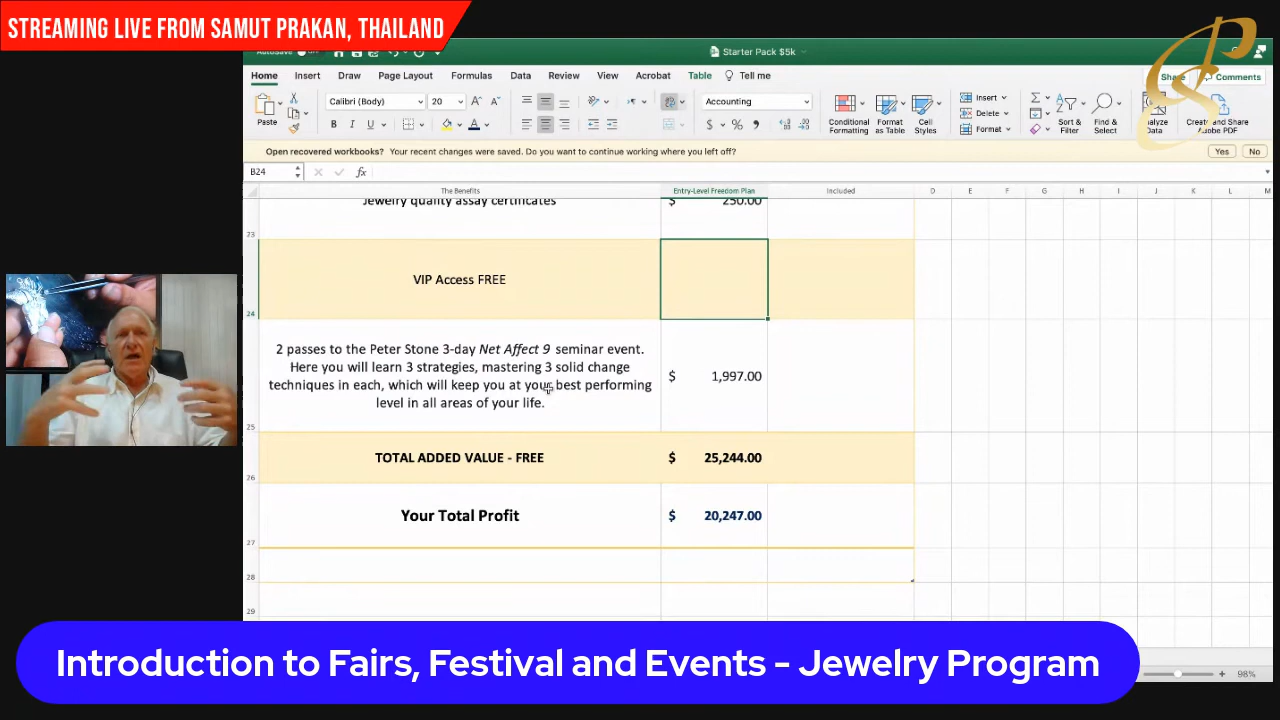 STREAMING LIVE FROM SAMUT PRAKAN, THAILAND
Starter Pack $5k
Home Insert Draw Page Layout Formulas Data Review View Acrobat Table Tell me Share Comments
Paste Calibri (Body) 20 Accounting Conditional Formatting Format as Table Cell Styles Insert Delete Format Sort & Filter Find & Select Analyze Data Create and Share Adobe PDF
Open recovered workbooks? Your recent changes were saved. Do you want to continue working where you left off? Yes No
B24 fx
The Benefits Entry-Level Freedom Plan Included D E F G H I J K L M
23 Jewelry quality assay certificates $ 250.00
24 VIP Access FREE
2 passes to the Peter Stone 3-day Net Affect 9 seminar event.
Here you will learn 3 strategies, mastering 3 solid change
techniques in each, which will keep you at your best performing
level in all areas of your life.
$ 1,997.00
25
TOTAL ADDED VALUE - FREE $ 25,244.00
26
Your Total Profit $ 20,247.00
27
28
29
98%
Introduction to Fairs, Festival and Events - Jewelry Program